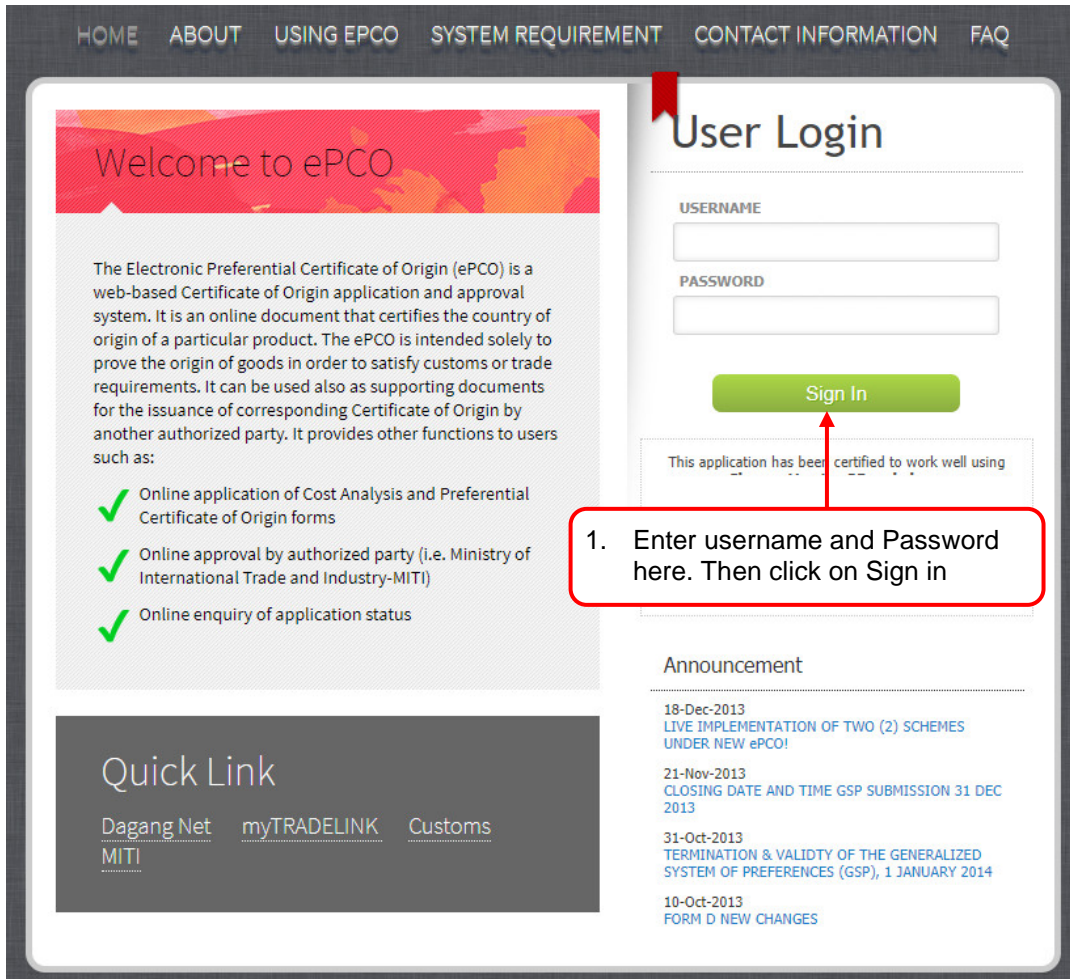 HOME ABOUT USING EPCO SYSTEM REQUIREMENT CONTACT INFORMATION FAQ
Welcome to ePCO
The Electronic Preferential Certificate of Origin (ePCO) is a
web-based Certificate of Origin application and approval
system. It is an online document that certifies the country of
origin of a particular product. The ePCO is intended solely to
prove the origin of goods in order to satisfy customs or trade
requirements. It can be used also as supporting documents
for the issuance of corresponding Certificate of Origin by
another authorized party. It provides other functions to users
such as:
Online application of Cost Analysis and Preferential
Certificate of Origin forms
Online approval by authorized party (i.e. Ministry of
International Trade and Industry-MITI)
Online enquiry of application status
Quick Link
Dagang Net myTRADELINK Customs
MITI
User Login
USERNAME
PASSWORD
Sign In
This application has been certified to work well using
1. Enter username and Password
here. Then click on Sign in
Announcement
18-Dec-2013
LIVE IMPLEMENTATION OF TWO (2) SCHEMES
UNDER NEW ePCO!
21-Nov-2013
CLOSING DATE AND TIME GSP SUBMISSION 31 DEC
2013
31-Oct-2013
TERMINATION & VALIDTY OF THE GENERALIZED
SYSTEM OF PREFERENCES (GSP), 1 JANUARY 2014
10-Oct-2013
FORM D NEW CHANGES